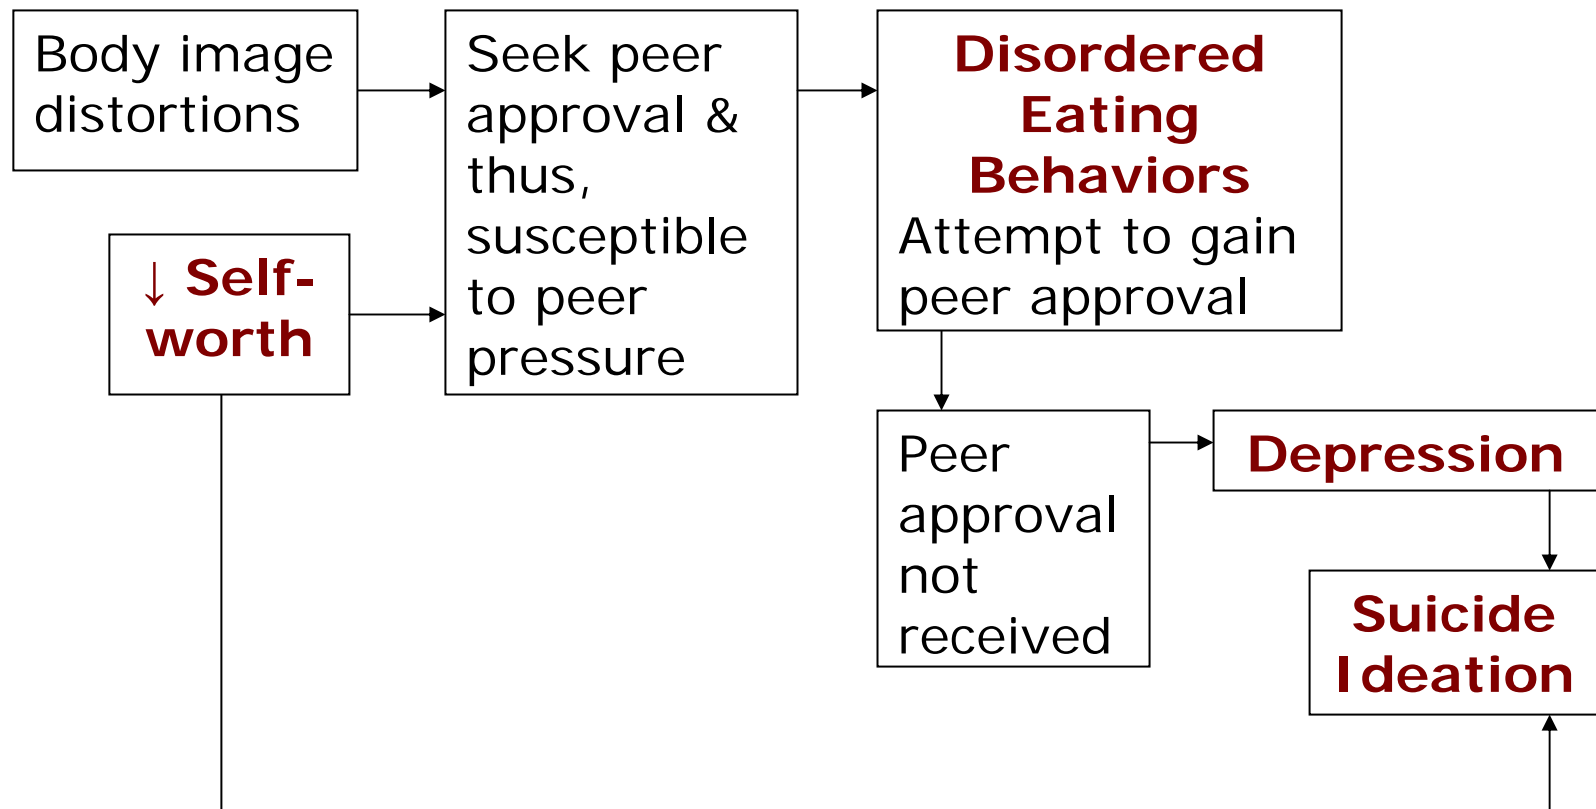 Body image
distortions
Seek peer
approval &
thus,
susceptible
to peer
pressure
Disordered
Eating
Behaviors
Attempt to gain
peer approval
↓ Self-
worth
Peer
approval
not
received
Depression
Suicide
Ideation